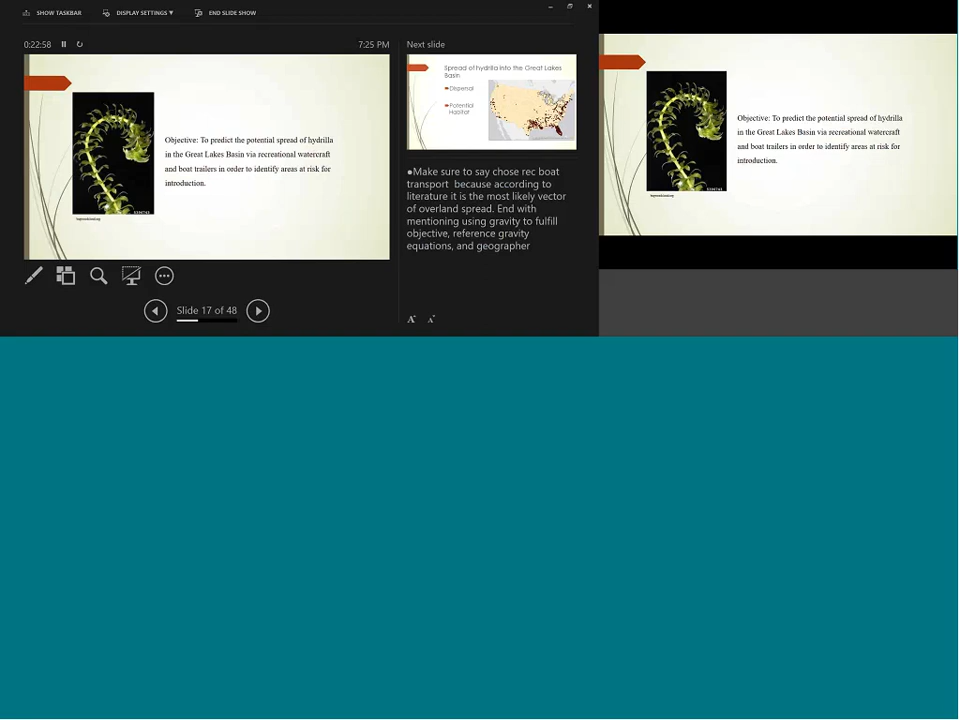 SHOW TASKBAR
DISPLAY SETTINGS ▼
END SLIDE SHOW
0:22:58
7:25 PM
Objective: To predict the potential spread of hydrilla
in the Great Lakes Basin via recreational watercraft
and boat trailers in order to identify areas at risk for
introduction.
Slide 17 of 48
Next slide
Spread of hydrilla into the Great Lakes
Basin
Dispersal
Potential
Habitat
●Make sure to say chose rec boat
transport because according to
literature it is the most likely vector
of overland spread. End with
mentioning using gravity to fulfill
objective, reference gravity
equations, and geographer
A A
Objective: To predict the potential spread of hydrilla
in the Great Lakes Basin via recreational watercraft
and boat trailers in order to identify areas at risk for
introduction.